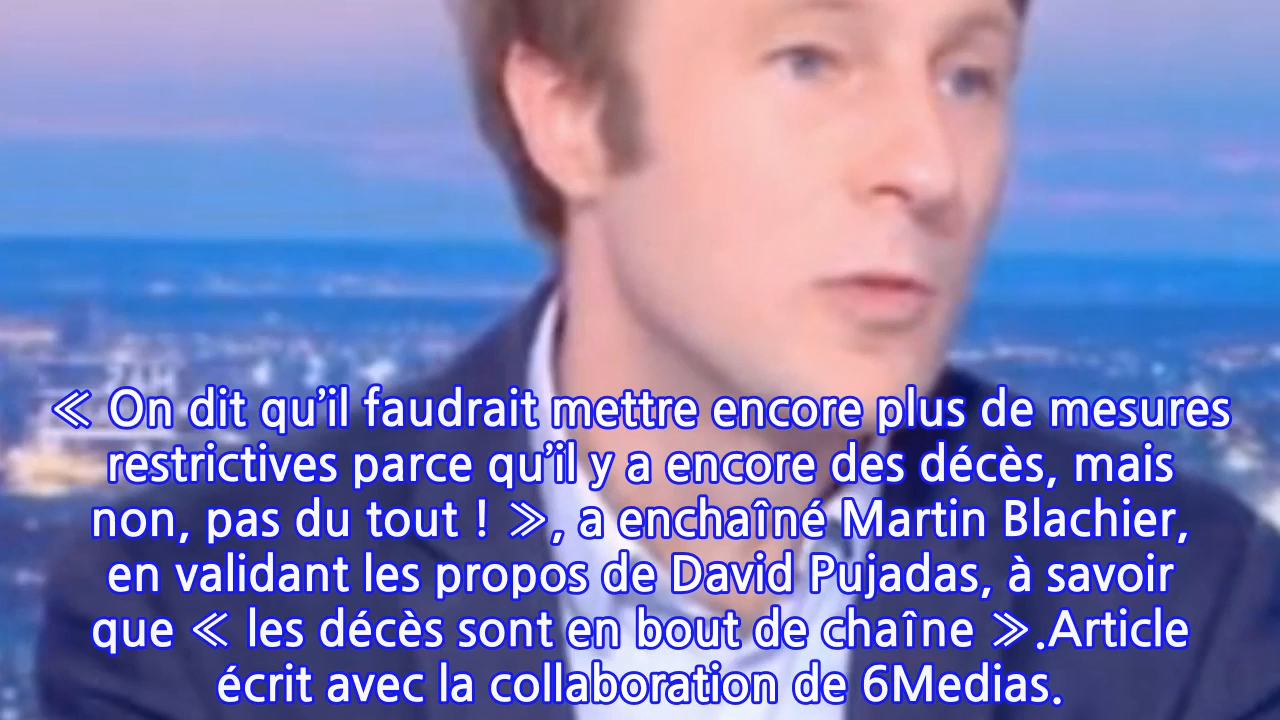 ≪ On dit qu’il faudrait mettre encore plus de mesures
restrictives parce qu’il y a encore des décès, mais
non, pas du tout ! ≫, a enchaîné Martin Blachier,
en validant les propos de David Pujadas, à savoir
que ≪ les décès sont en bout de chaîne ≫.Article
écrit avec la collaboration de 6Medias.